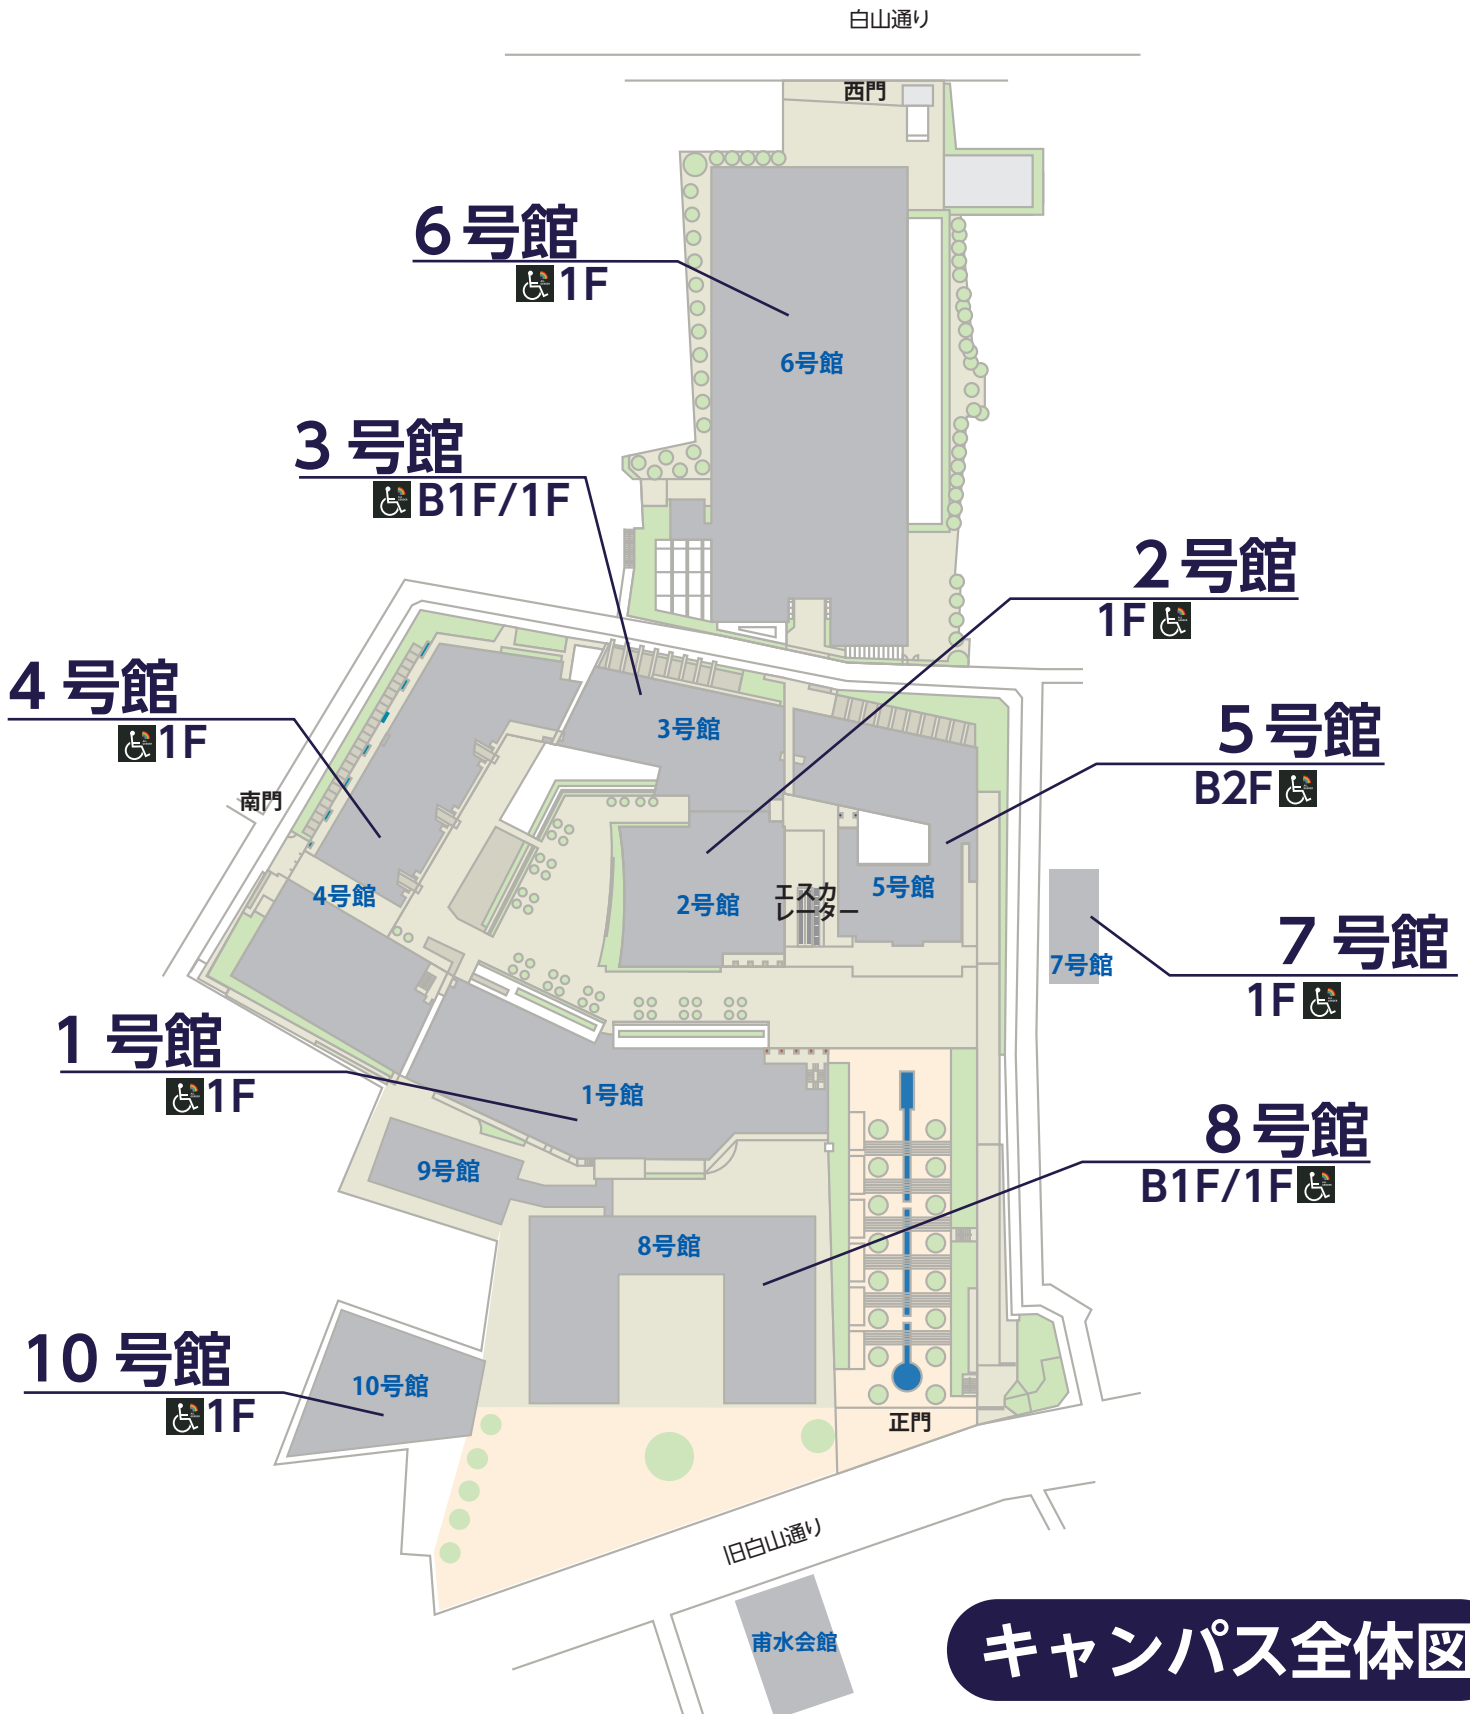 白山通り
西門
6号館
1F
6号館
3号館
B1F/1F
2号館
1F
4号館
1F
3号館
5号館
B2F
南門
4号館
2号館
エスカ
レーター
5号館
7号館
1F
7号館
1号館
1F
1号館
8号館
B1F/1F
9号館
8号館
10号館
1F
10号館
正門
旧白山通り
甫水会館
キャンパス全体図